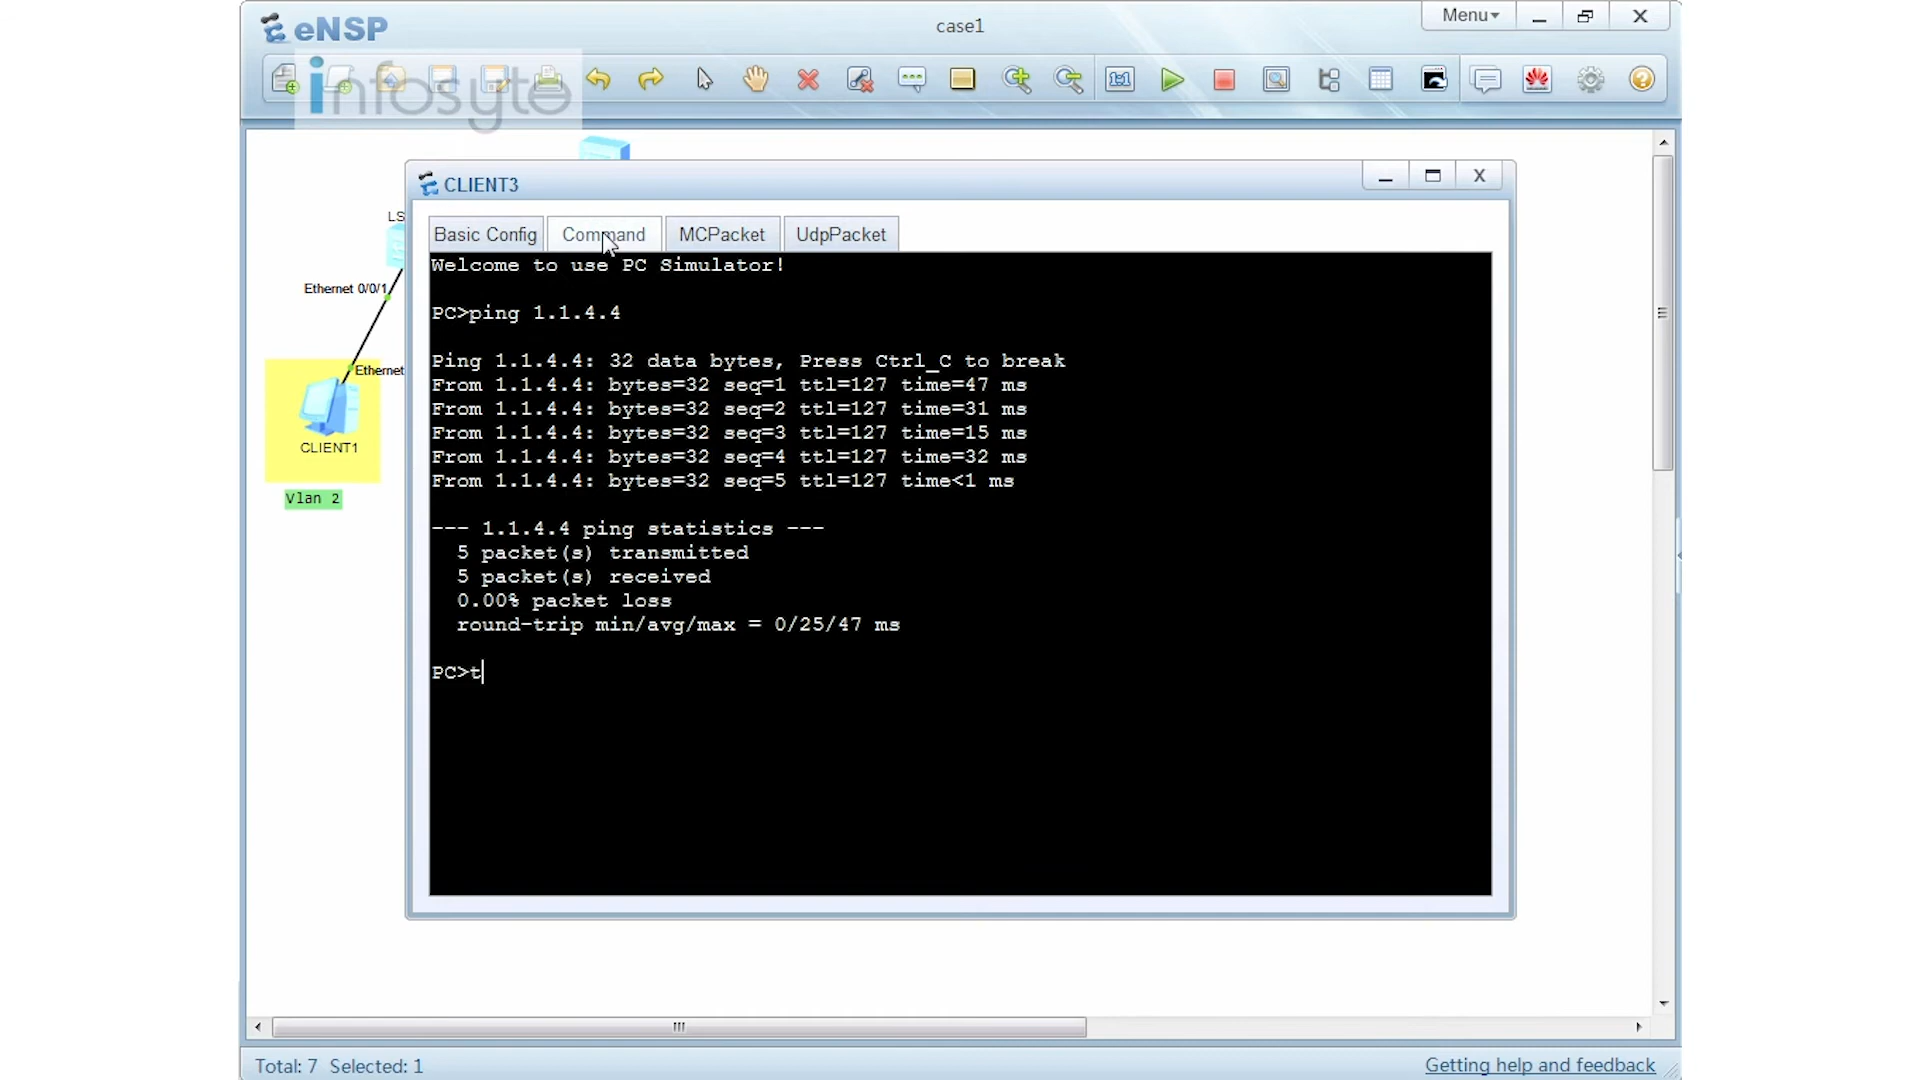 eNSP
case1
Menu
infosyte
CLIENT3
LS
Basic Config
Command
MCPacket
UdpPacket
Welcome to use PC Simulator!
Ethernet 0/0/1
PC>ping 1.1.4.4
Ping 1.1.4.4: 32 data bytes, Press Ctrl_C to break
Ethernet
From 1.1.4.4: bytes=32 seq=1 ttl=127 time=47 ms
From 1.1.4.4: bytes=32 seq=2 ttl=127 time=31 ms
From 1.1.4.4: bytes=32 seq=3 ttl=127 time=15 ms
From 1.1.4.4: bytes=32 seq=4 ttl=127 time=32 ms
From 1.1.4.4: bytes=32 seq=5 ttl=127 time<1 ms
CLIENT1
Vlan 2
--- 1.1.4.4 ping statistics ---
5 packet(s) transmitted
5 packet(s) received
0.00% packet loss
round-trip min/avg/max = 0/25/47 ms
PC>t
Total: 7 Selected: 1
Getting help and feedback